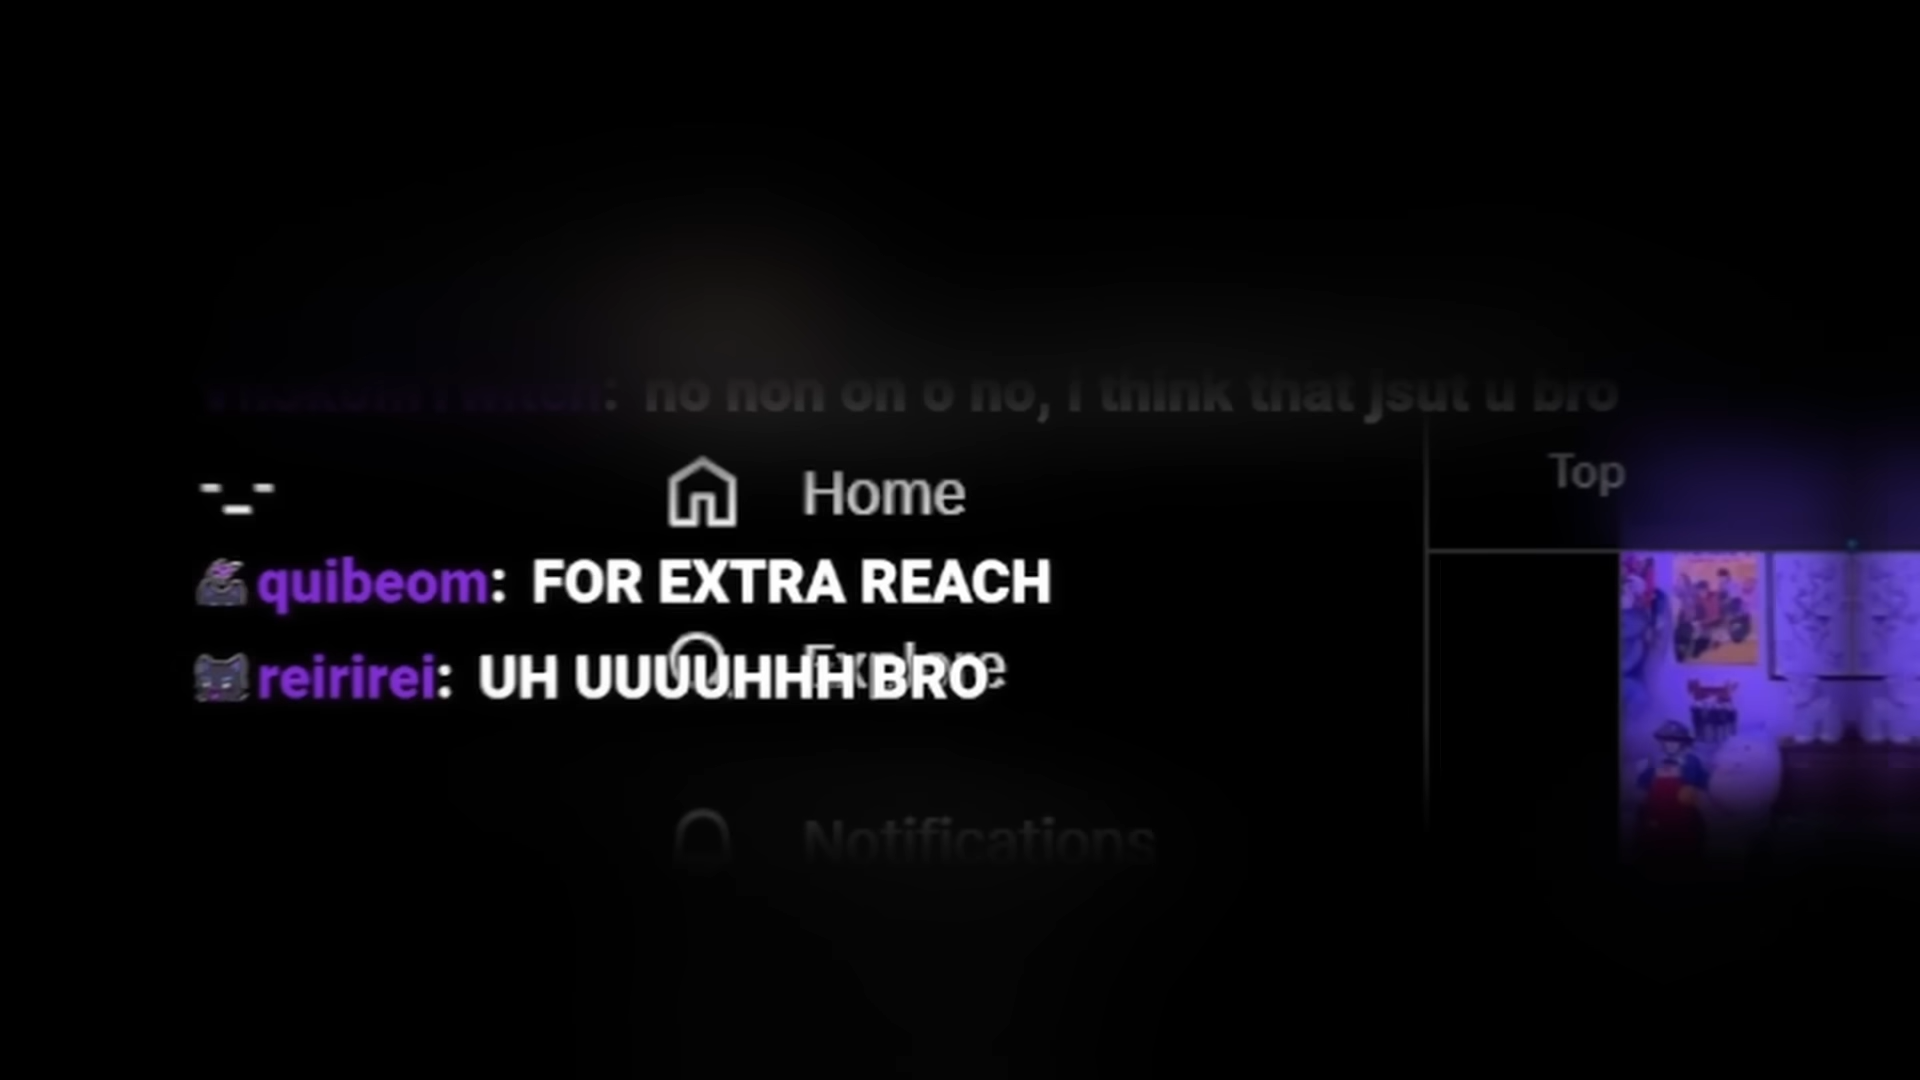 : no non on o no, i think that jsut u bro
Top
-_-
Home
quibeom: FOR EXTRA REACH
Explore
reirirei: UH UUUUHHH BRO
Notifications